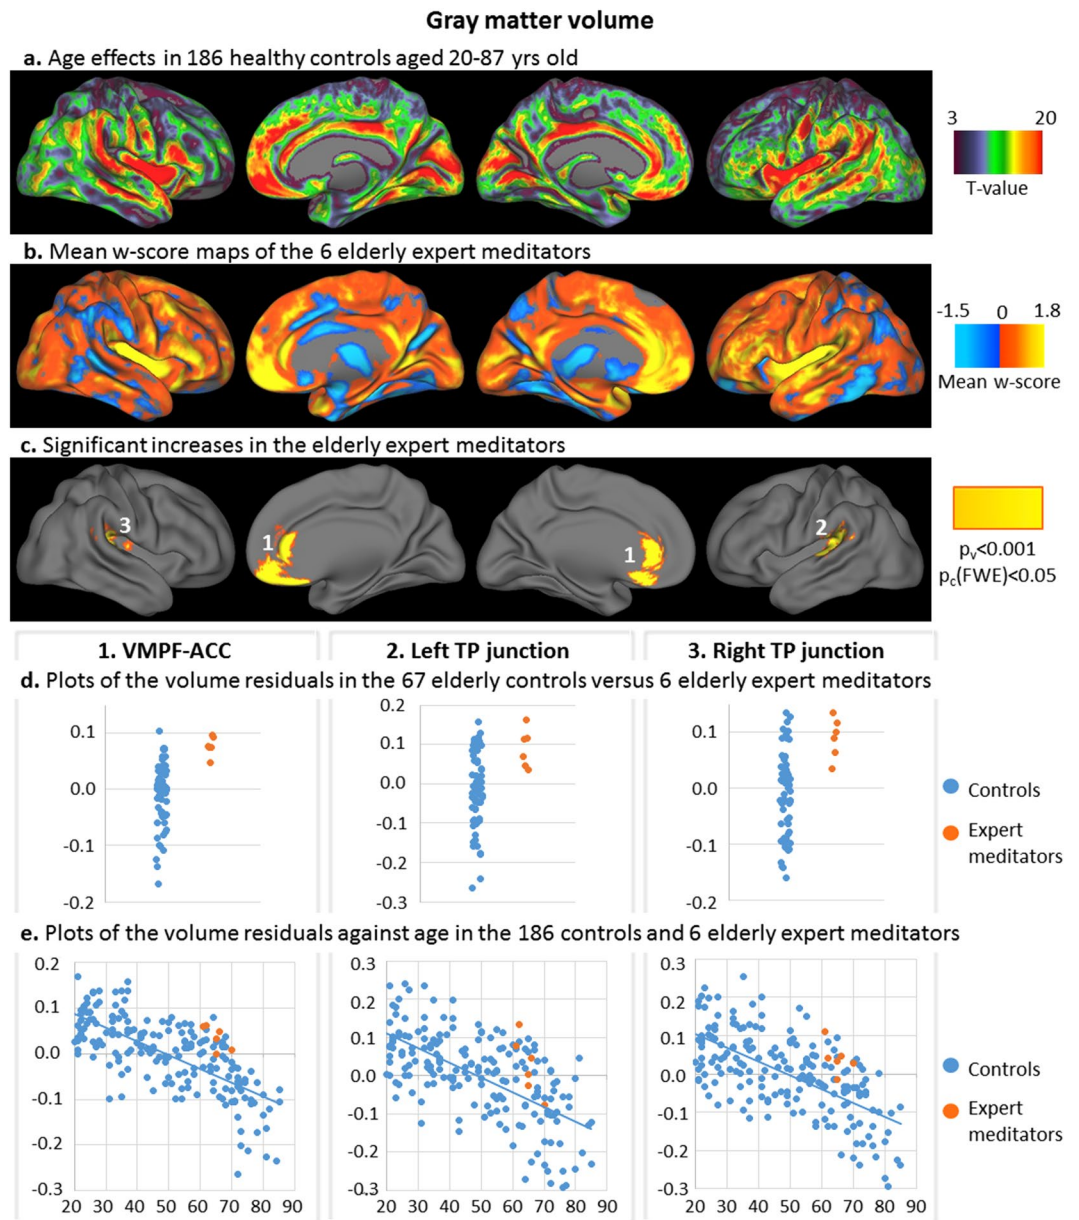 Gray matter volume
a. Age effects in 186 healthy controls aged 20-87 yrs old
3 20
T-value
b. Mean w-score maps of the 6 elderly expert meditators
-1.5 0 1.8
Mean w-score
c. Significant increases in the elderly expert meditators
3
1
1
2
pv<0.001
pc(FWE)<0.05
1. VMPF-ACC
2. Left TP junction
3. Right TP junction
d. Plots of the volume residuals in the 67 elderly controls versus 6 elderly expert meditators
0.1
0.0
-0.1
-0.2
0.2
0.1
0.0
-0.1
-0.2
-0.3
0.1
0.0
-0.1
-0.2
Controls
Expert
meditators
e. Plots of the volume residuals against age in the 186 controls and 6 elderly expert meditators
0.2
0.1
0.0
-0.1
-0.2
-0.3
20 30 40 50 60 70 80 90
0.3
0.2
0.1
0.0
-0.1
-0.2
-0.3
20 30 40 50 60 70 80 90
0.3
0.2
0.1
0.0
-0.1
-0.2
-0.3
20 30 40 50 60 70 80 90
Controls
Expert
meditators